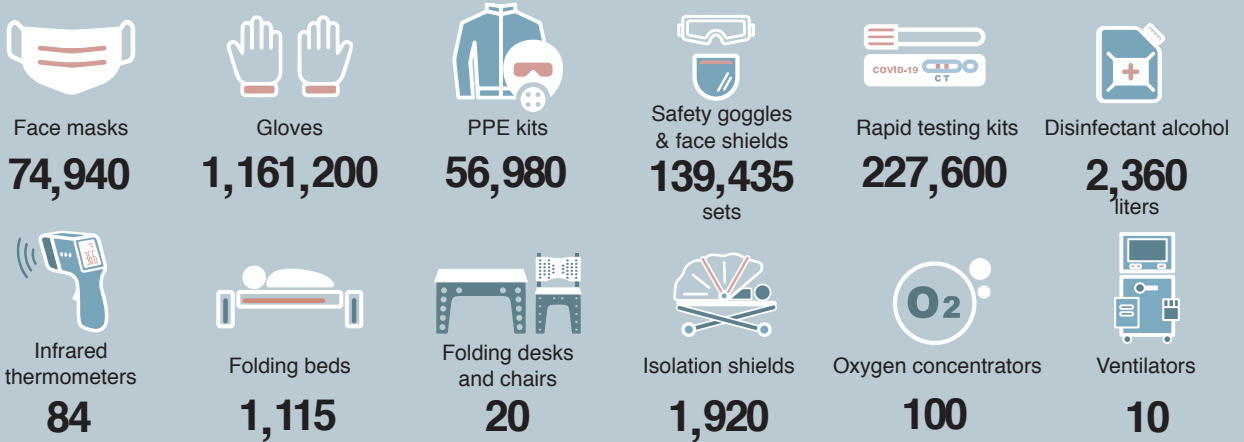 COVID-19
C T
Face masks
74,940
Gloves
1,161,200
PPE kits
56,980
Safety goggles
& face shields
139,435
sets
Rapid testing kits
227,600
Disinfectant alcohol
2,360
liters
°C
36.6
Infrared
thermometers
84
Folding beds
1,115
Folding desks
and chairs
20
Isolation shields
1,920
O2
Oxygen concentrators
100
Ventilators
10